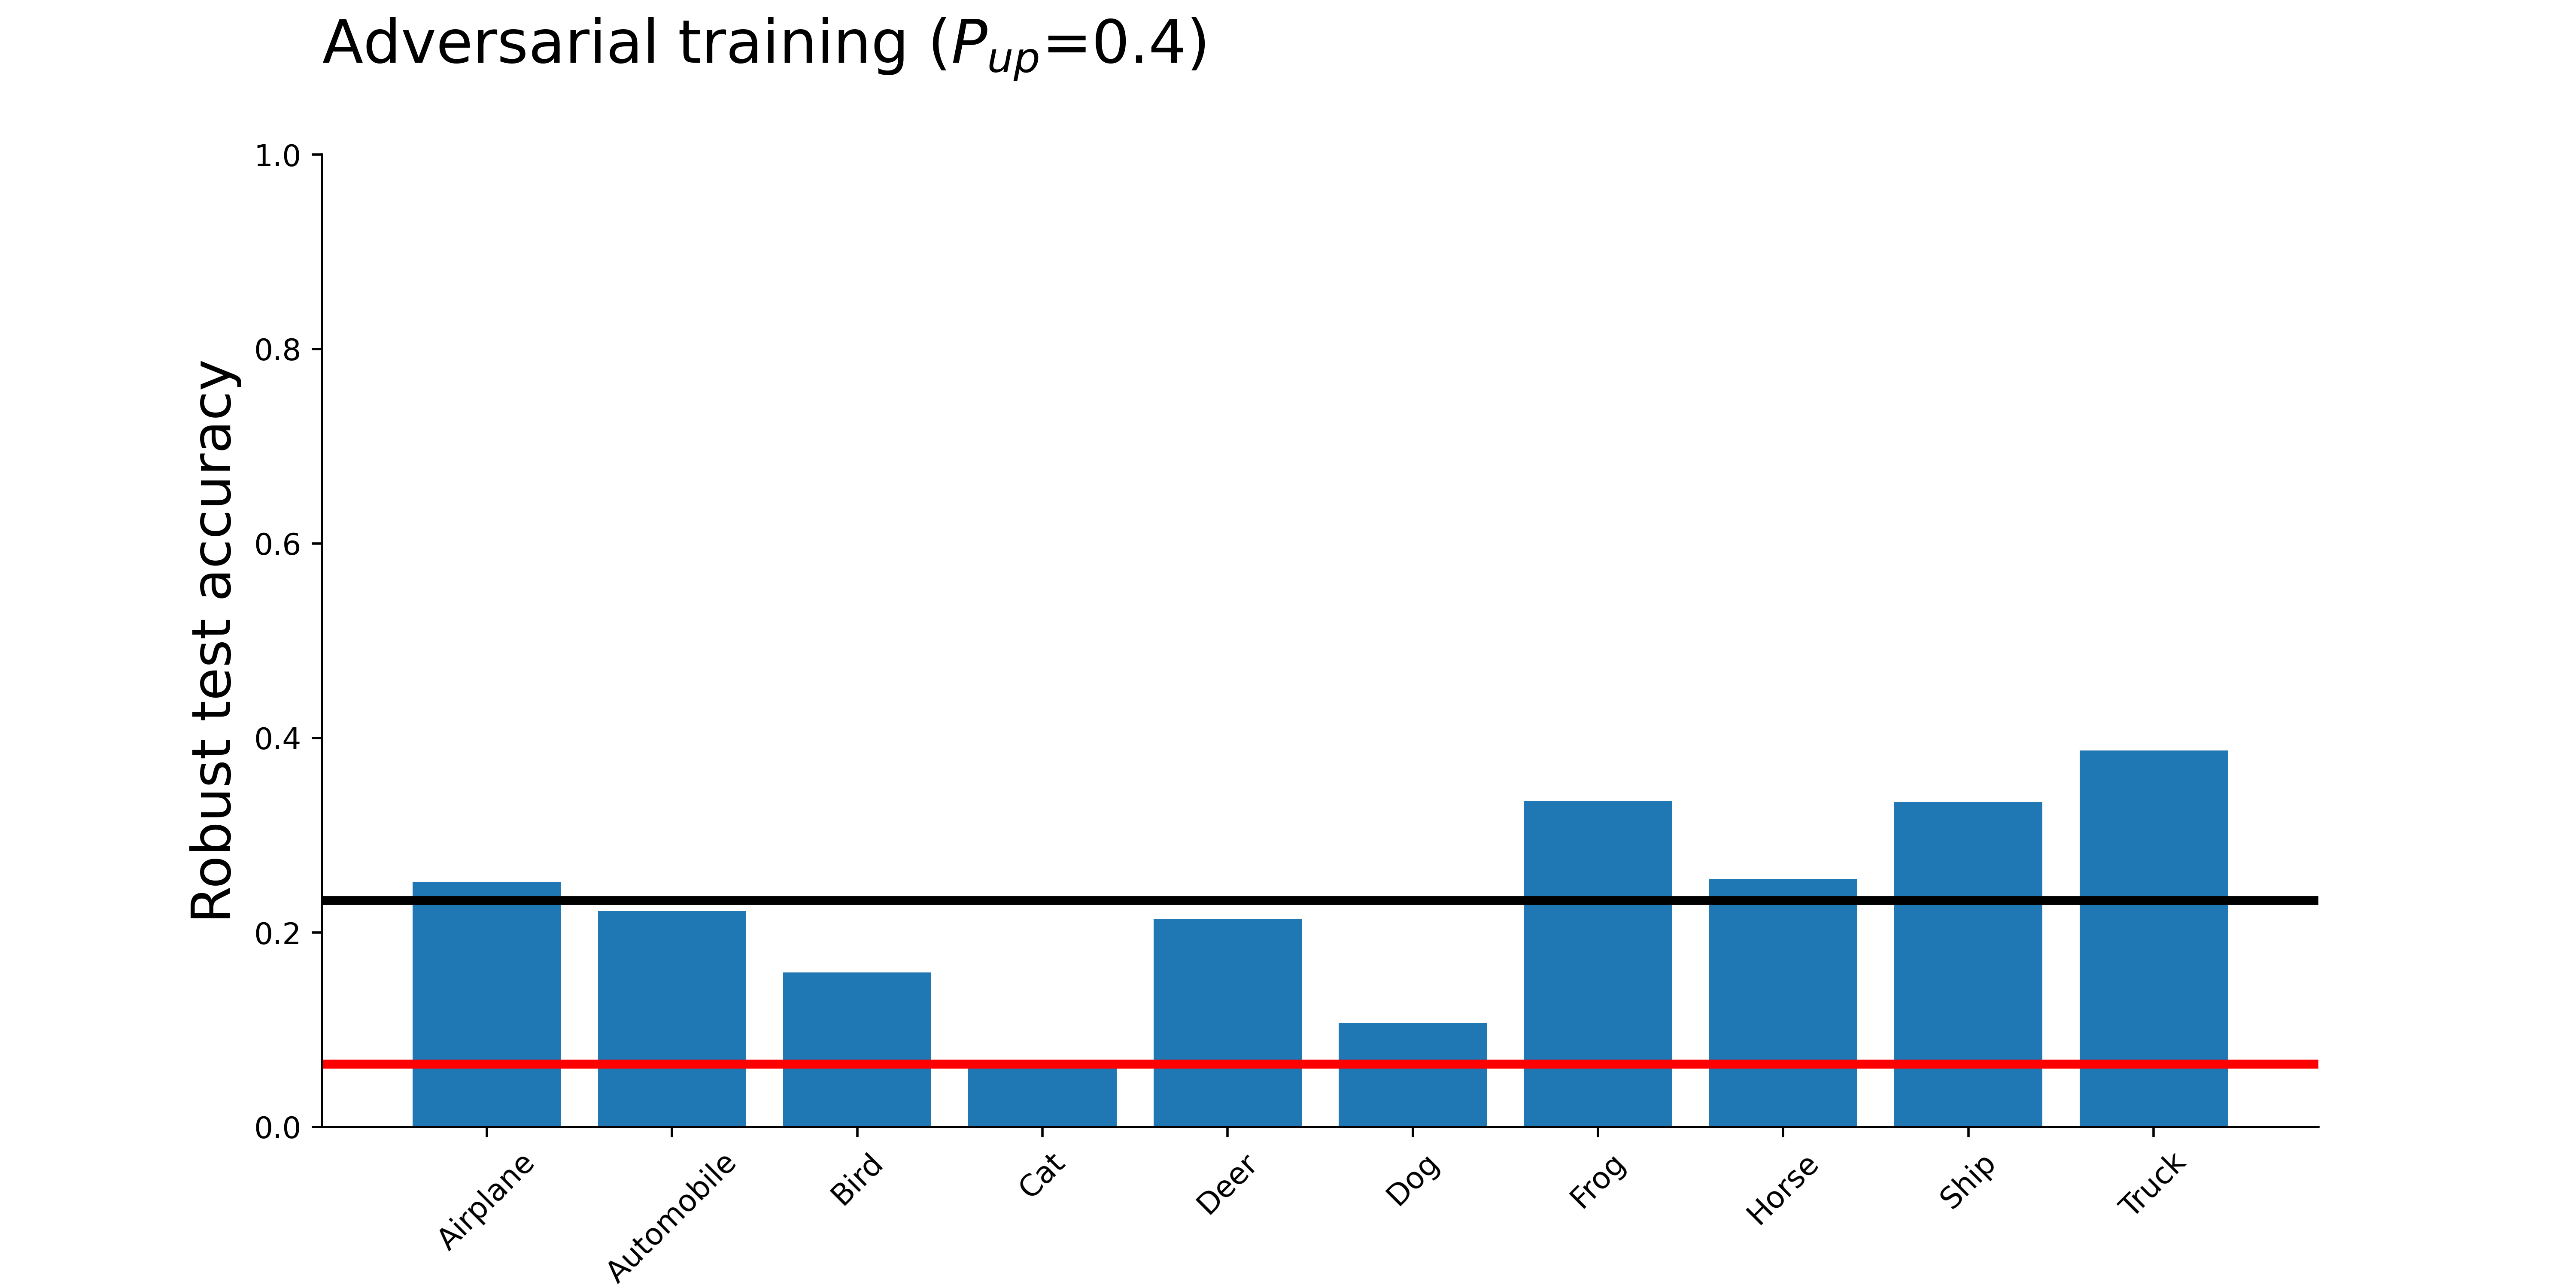 Adversarial training (P_up=0.4)
Robust test accuracy
1.0
0.8
0.6
0.4
0.2
0.0
Airplane
Automobile
Bird
Cat
Deer
Dog
Frog
Horse
Ship
Truck